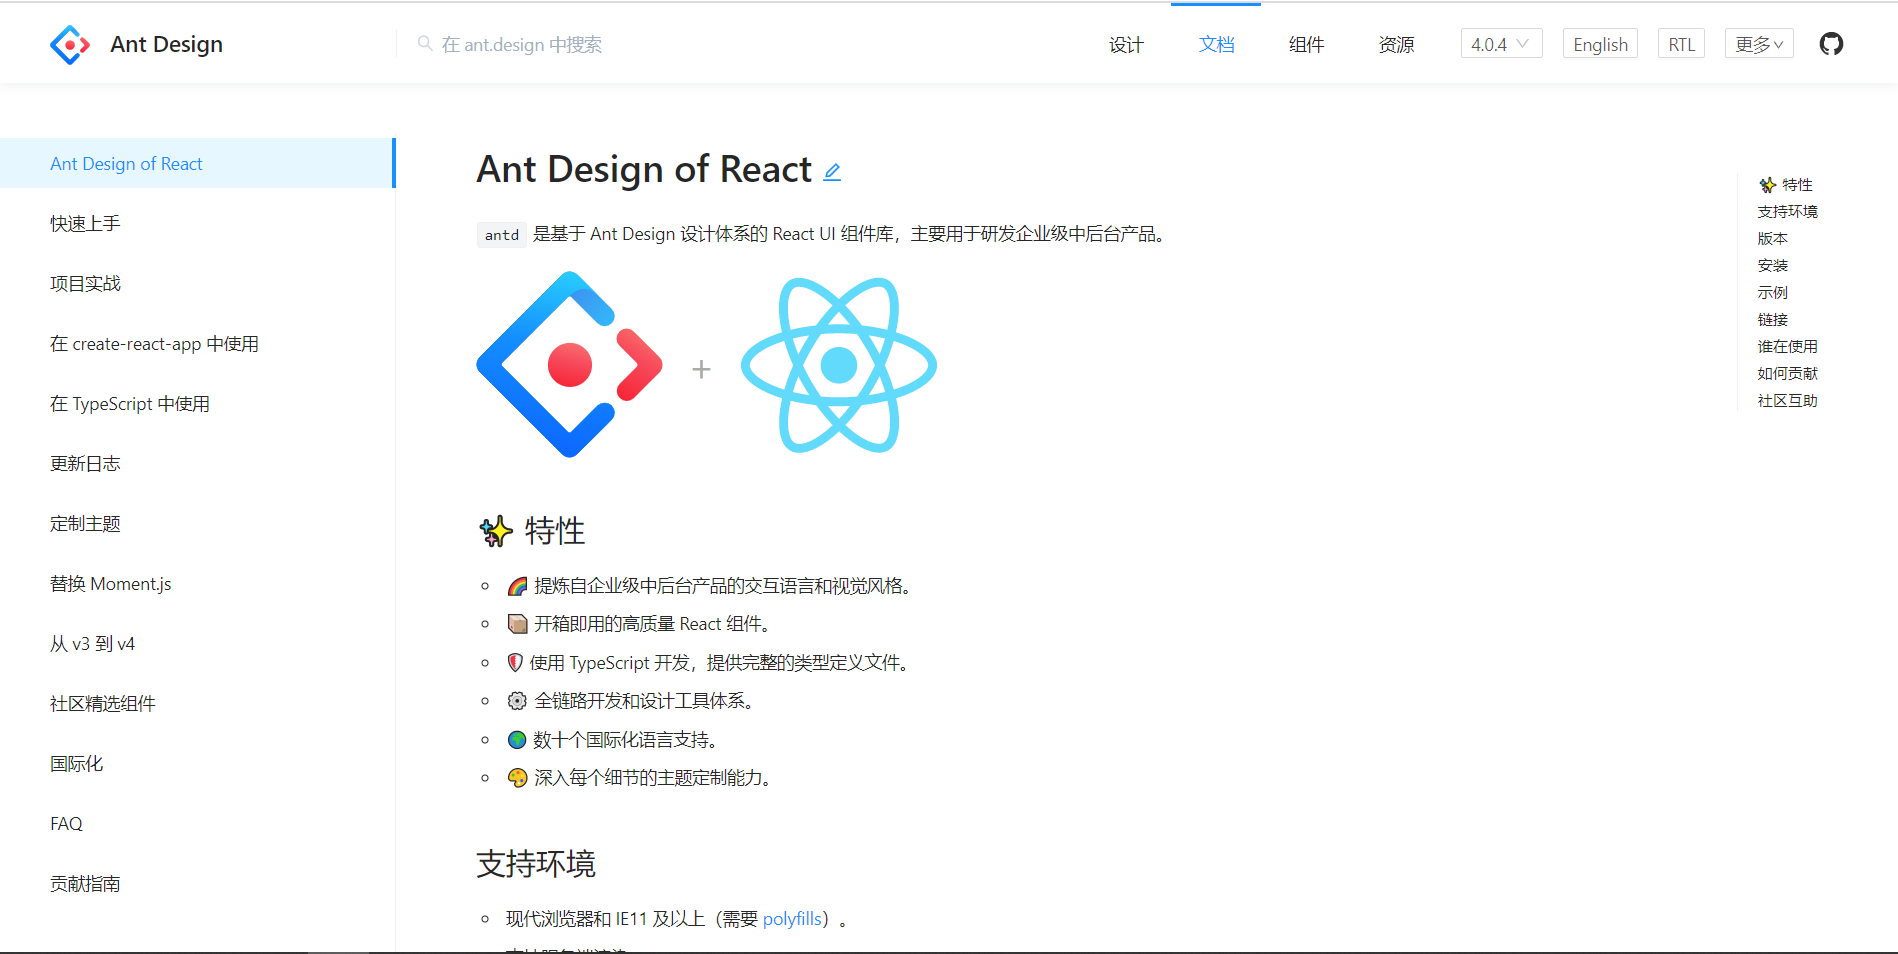 Ant Design
在 ant.design 中搜索
设计
文档
组件
资源
4.0.4
English
RTL
更多
Ant Design of React
快速上手
项目实战
在 create-react-app 中使用
在 TypeScript 中使用
更新日志
定制主题
替换 Moment.js
从 v3 到 v4
社区精选组件
国际化
FAQ
贡献指南
Ant Design of React
antd 是基于 Ant Design 设计体系的 React UI 组件库，主要用于研发企业级中后台产品。
+
✨ 特性
🌈 提炼自企业级中后台产品的交互语言和视觉风格。
📦 开箱即用的高质量 React 组件。
🛡 使用 TypeScript 开发，提供完整的类型定义文件。
⚙️ 全链路开发和设计工具体系。
🌍 数十个国际化语言支持。
🎨 深入每个细节的主题定制能力。
支持环境
现代浏览器和 IE11 及以上（需要 polyfills）。
✨ 特性
支持环境
版本
安装
示例
链接
谁在使用
如何贡献
社区互助